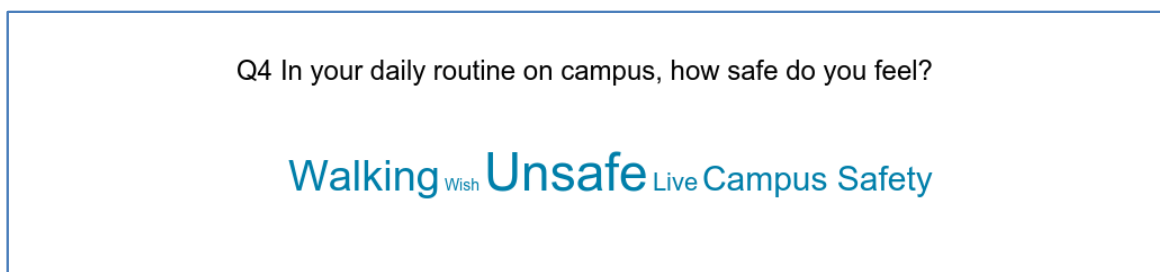 Q4 In your daily routine on campus, how safe do you feel?
Walking Wish Unsafe Live Campus Safety